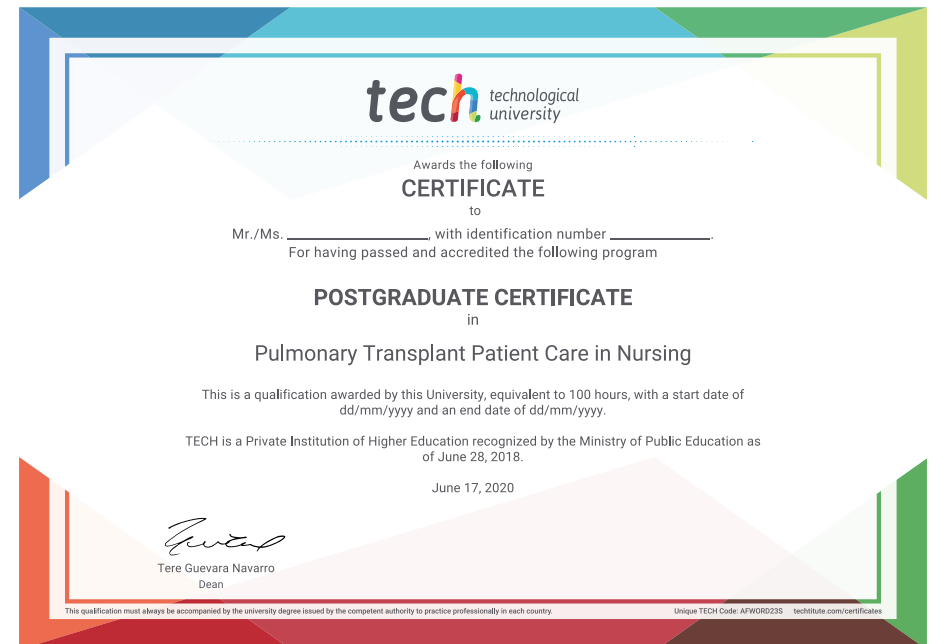 tech technological
university
Awards the following
CERTIFICATE
to
Mr./Ms. ____________________, with identification number ______________.
For having passed and accredited the following program
POSTGRADUATE CERTIFICATE
in
Pulmonary Transplant Patient Care in Nursing
This is a qualification awarded by this University, equivalent to 100 hours, with a start date of
dd/mm/yyyy and an end date of dd/mm/yyyy.
TECH is a Private Institution of Higher Education recognized by the Ministry of Public Education as
of June 28, 2018.
June 17, 2020
Tere Guevara Navarro
Dean
This qualification must always be accompanied by the university degree issued by the competent authority to practice professionally in each country.
Unique TECH Code: AFWORD23S techtitute.com/certificates